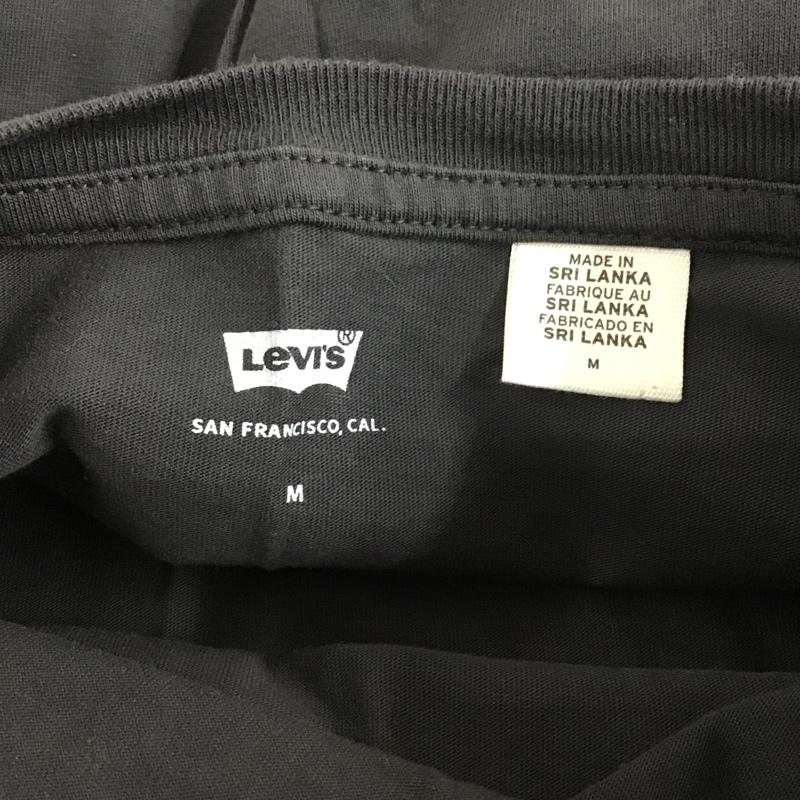 LEVI'S®
SAN FRANCISCO, CAL.
M
MADE IN
SRI LANKA
FABRIQUE AU
SRI LANKA
FABRICADO EN
SRI LANKA
M